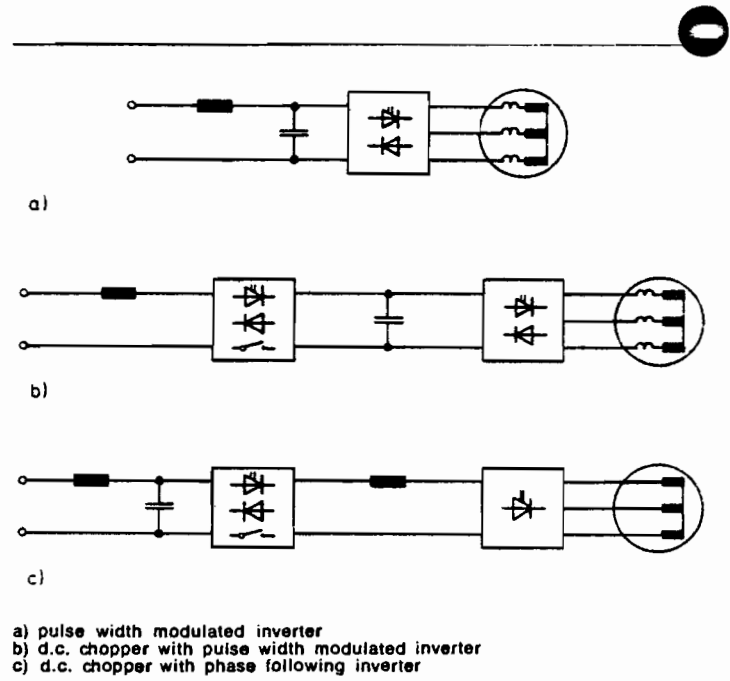 a)
b)
c)
a) pulse width modulated inverter
b) d.c. chopper with pulse width modulated inverter
c) d.c. chopper with phase following inverter